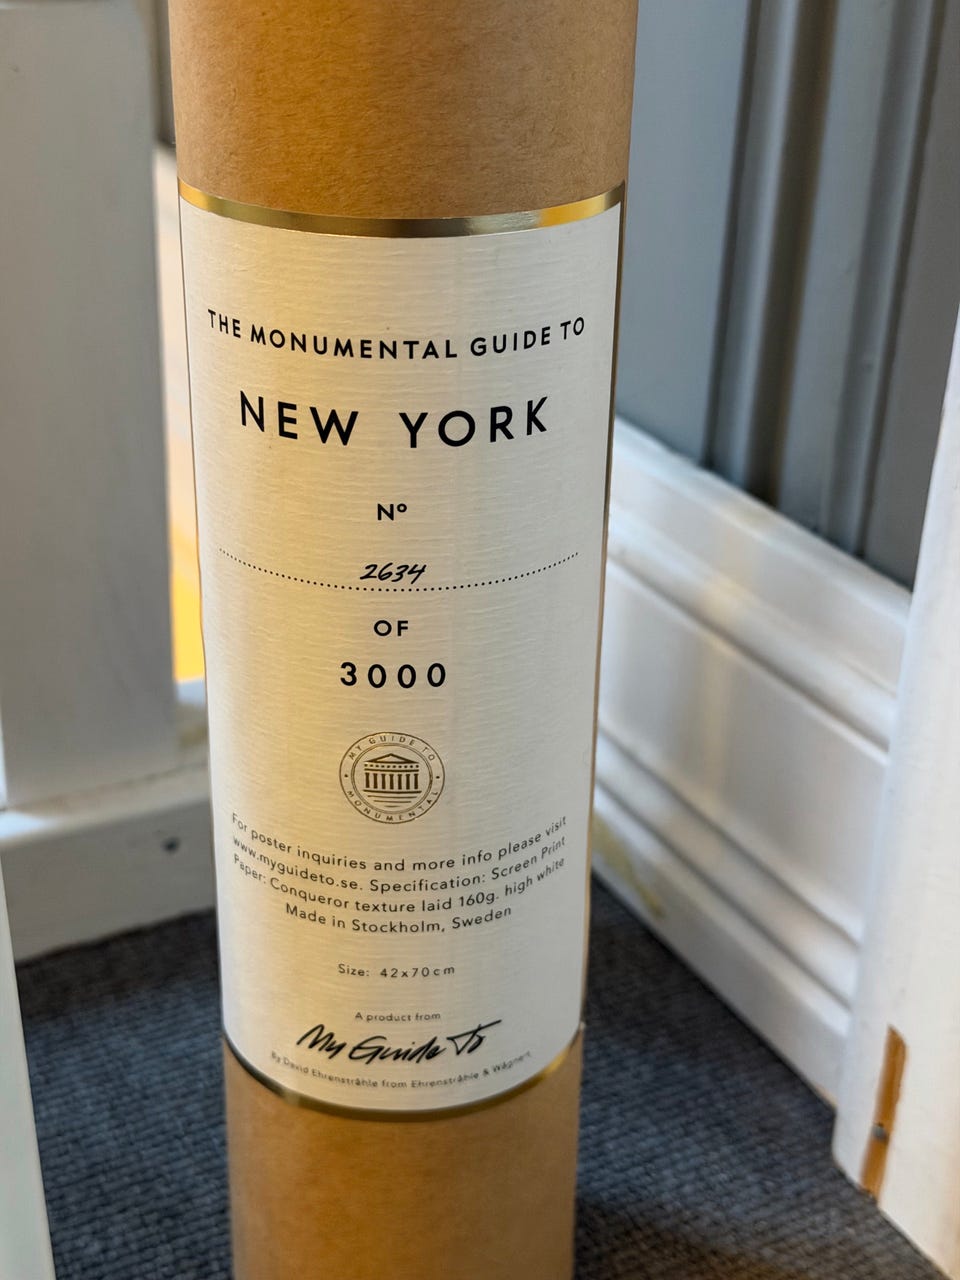 THE MONUMENTAL GUIDE TO
NEW YORK
Nº
2634
OF
3000
MY GUIDE TO
MONUMENTAL
For poster inquiries and more info please visit
www.myguideto.se. Specification: Screen Print
Paper: Conqueror texture laid 160g. high white
Made in Stockholm, Sweden
Size: 42x70cm
A product from
My Guide To
By David Ehrenstråhle from Ehrenstråhle & Wågnert